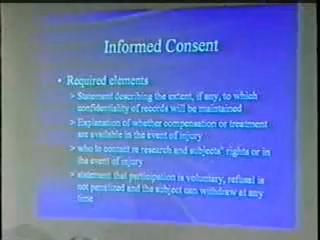 Informed Consent
• Required elements
> Statement describing the extent, if any, to which
confidentiality of records will be maintained
> Explanation of whether compensation or treatment
are available in the event of injury
> who to contact re research and subjects' rights or in
the event of injury
> statement that participation is voluntary, refusal is
not penalized and the subject can withdraw at any
time